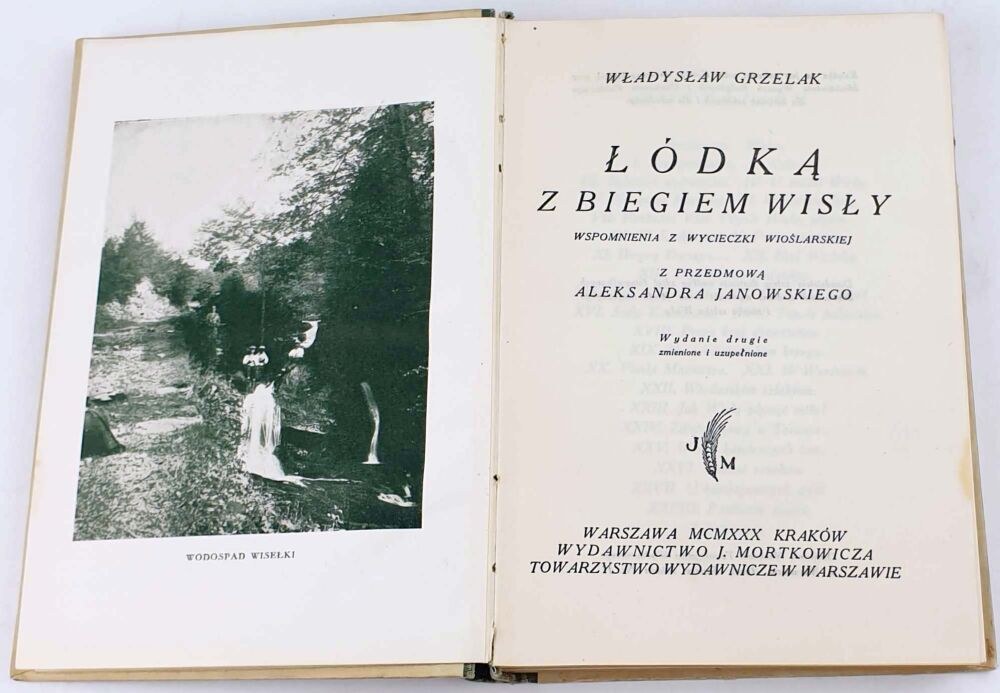 WODOSPAD WISEŁKI
WŁADYSŁAW GRZELAK
ŁÓDKĄ
Z BIEGIEM WISŁY
WSPOMNIENIA Z WYCIECZKI WIOŚLARSKIEJ
Z PRZEDMOWĄ
ALEKSANDRA JANOWSKIEGO
Wydanie drugie
zmienione i uzupełnione
J M
WARSZAWA MCMXXX KRAKÓW
WYDAWNICTWO J. MORTKOWICZA
TOWARZYSTWO WYDAWNICZE W WARSZAWIE